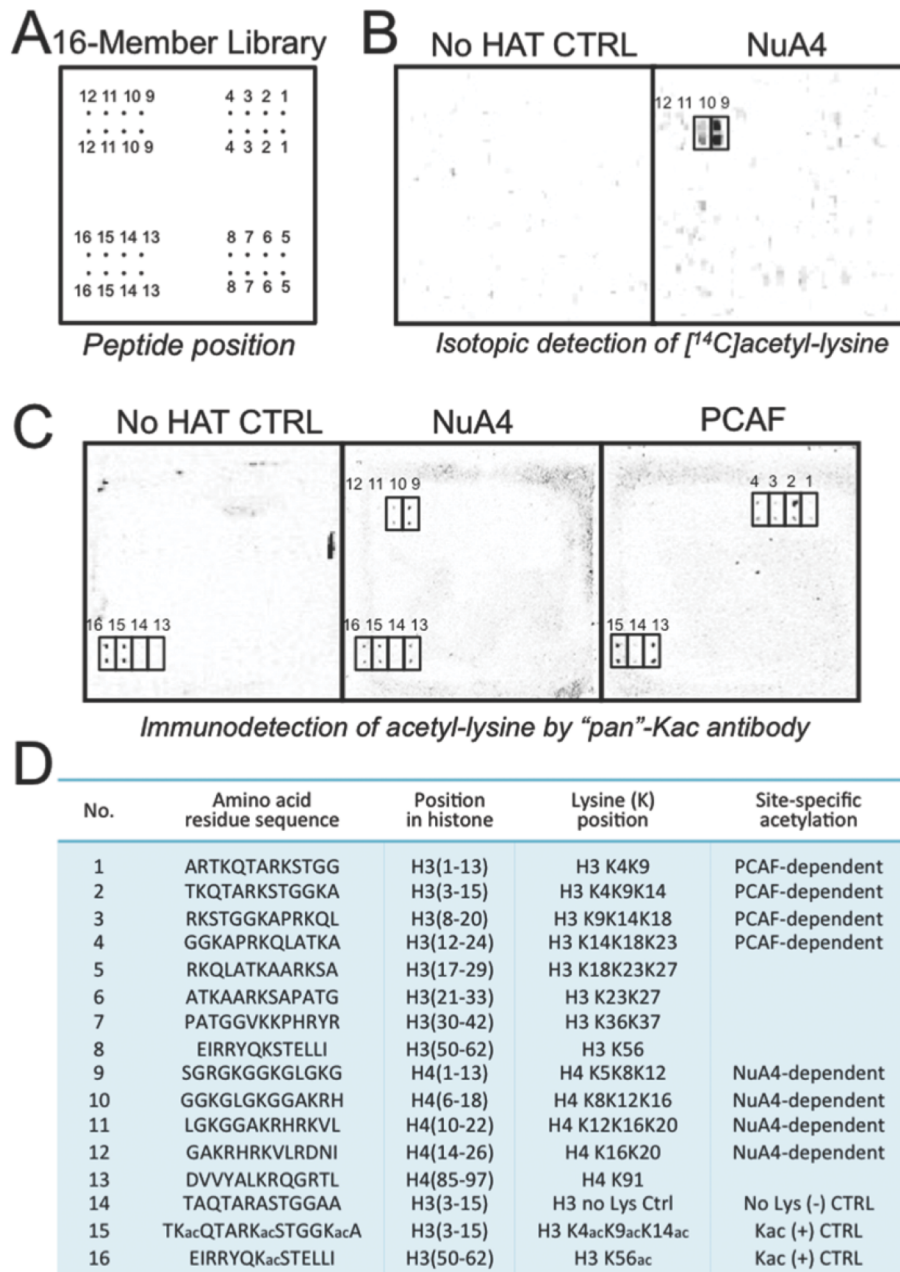 A 16-Member Library
12 11 10 9 4 3 2 1
12 11 10 9 4 3 2 1
16 15 14 13 8 7 6 5
16 15 14 13 8 7 6 5
Peptide position
B No HAT CTRL NuA4
12 11 10 9
Isotopic detection of [¹⁴C]acetyl-lysine
C No HAT CTRL NuA4 PCAF
12 11 10 9 4 3 2 1
16 15 14 13 16 15 14 13 15 14 13
Immunodetection of acetyl-lysine by “pan”-Kac antibody
D
No. Amino acid residue sequence Position in histone Lysine (K) position Site-specific acetylation
1 ARTKQTARKSTGG H3(1-13) H3 K4K9 PCAF-dependent
2 TKQTARKSTGGKA H3(3-15) H3 K4K9K14 PCAF-dependent
3 RKSTGGKAPRKQL H3(8-20) H3 K9K14K18 PCAF-dependent
4 GGKAPRKQLATKA H3(12-24) H3 K14K18K23 PCAF-dependent
5 RKQLATKAARKSA H3(17-29) H3 K18K23K27
6 ATKAARKSAPATG H3(21-33) H3 K23K27
7 PATGGVKKPHRYR H3(30-42) H3 K36K37
8 EIRRYQKSTELLI H3(50-62) H3 K56
9 SGRGKGGKGLGKG H4(1-13) H4 K5K8K12 NuA4-dependent
10 GGKGLGKGGAKRH H4(6-18) H4 K8K12K16 NuA4-dependent
11 LGKGGAKRHRKVL H4(10-22) H4 K12K16K20 NuA4-dependent
12 GAKRHRKVLRDNI H4(14-26) H4 K16K20 NuA4-dependent
13 DVVYALKRQGRTL H4(85-97) H4 K91
14 TAQTARASTGGAA H3(3-15) H3 no Lys Ctrl No Lys (-) CTRL
15 TKacQTARKacSTGGKacA H3(3-15) H3 K4acK9acK14ac Kac (+) CTRL
16 EIRRYQKacSTELLI H3(50-62) H3 K56ac Kac (+) CTRL